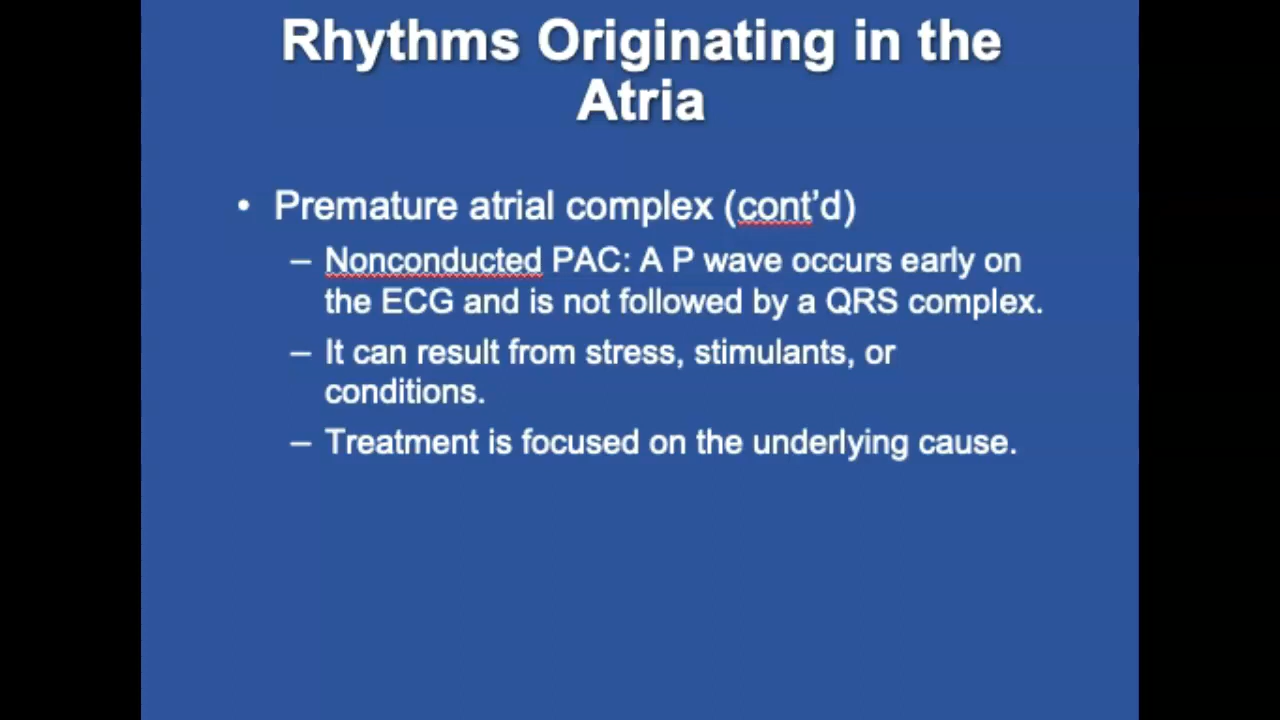 Rhythms Originating in the
Atria
• Premature atrial complex (cont’d)
– Nonconducted PAC: A P wave occurs early on
the ECG and is not followed by a QRS complex.
– It can result from stress, stimulants, or
conditions.
– Treatment is focused on the underlying cause.